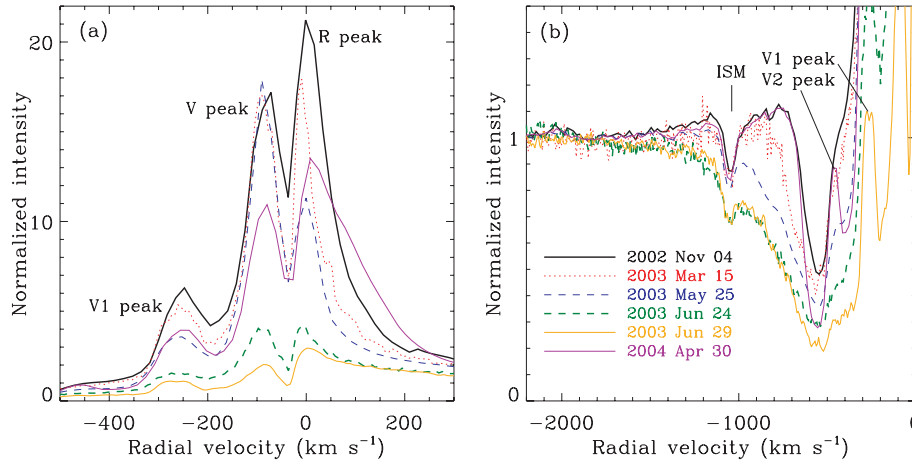 (a)
R peak
V peak
V1 peak
Normalized intensity
20
10
0
−400
−200
0
200
Radial velocity (km s⁻¹)
(b)
ISM
V1 peak
V2 peak
Normalized intensity
1
0
2002 Nov 04
2003 Mar 15
2003 May 25
2003 Jun 24
2003 Jun 29
2004 Apr 30
−2000
−1000
Radial velocity (km s⁻¹)